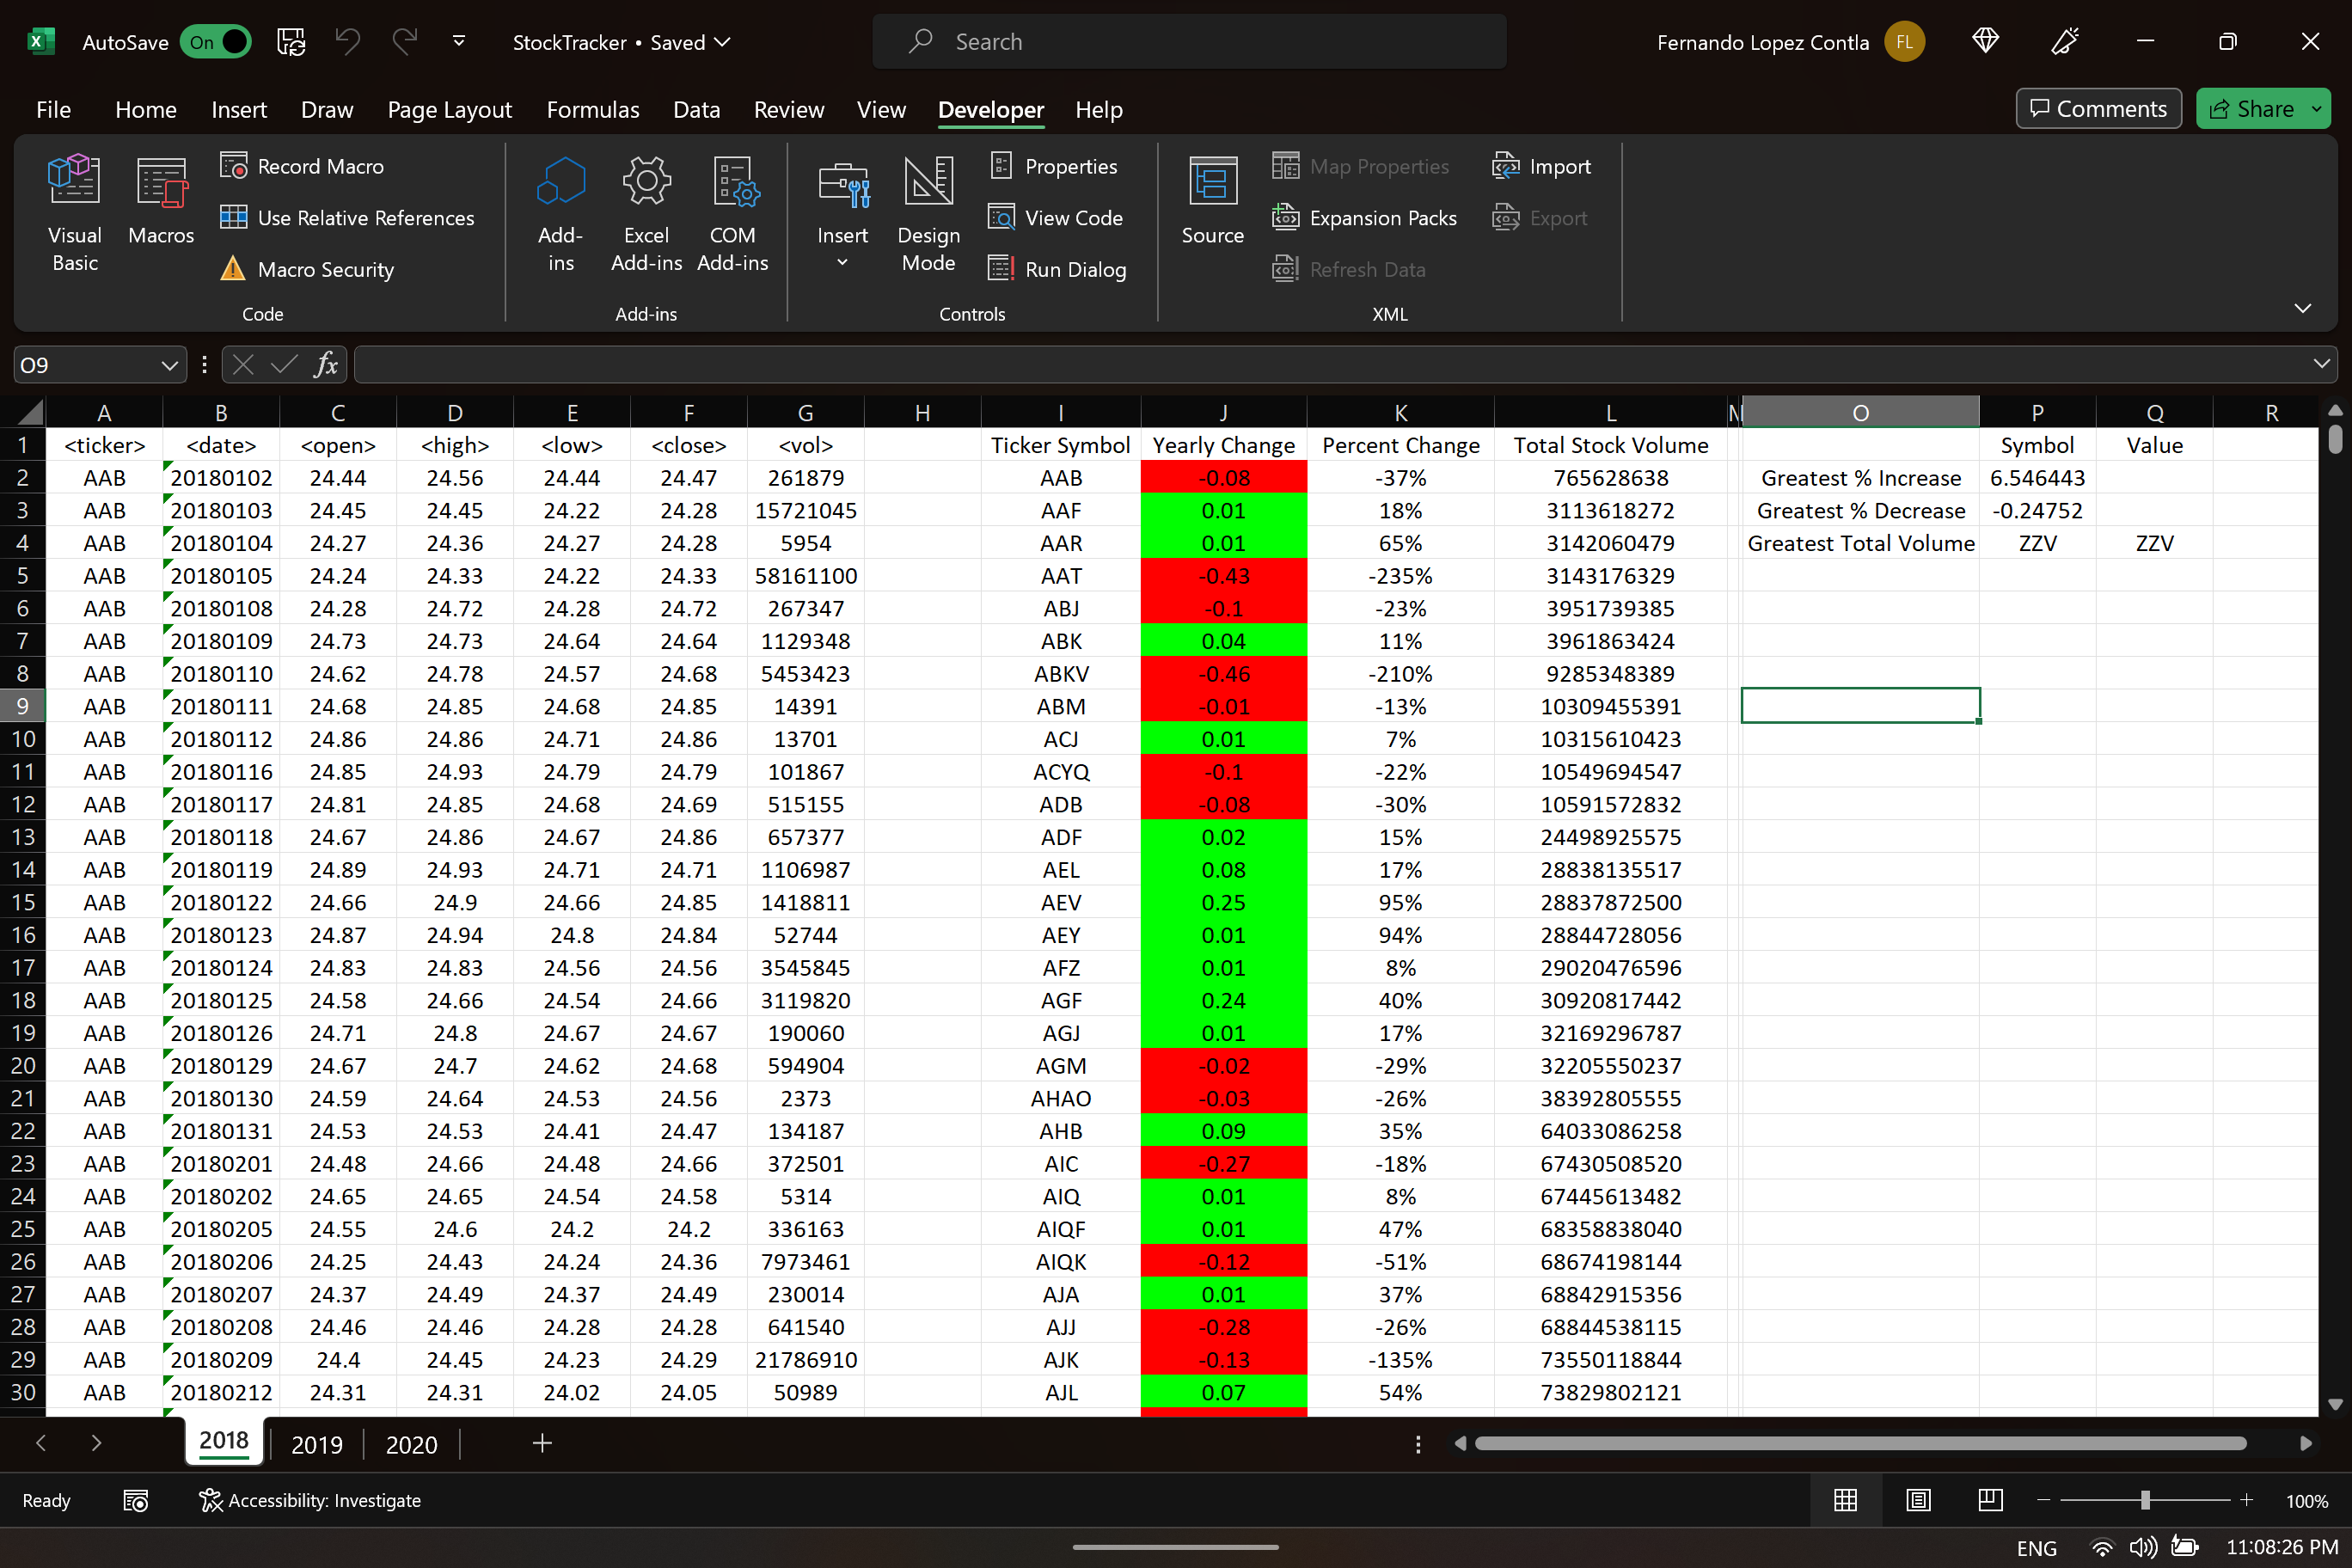 AutoSave On StockTracker • Saved Search Fernando Lopez Contla FL
File Home Insert Draw Page Layout Formulas Data Review View Developer Help Comments Share
Visual Basic Macros Record Macro Use Relative References Macro Security Code
Add-ins Excel Add-ins COM Add-ins Add-ins
Insert Design Mode Properties View Code Run Dialog Controls
Source Map Properties Expansion Packs Refresh Data Import Export XML
O9 fx
A B C D E F G H I J K L M O P Q R
1 <ticker> <date> <open> <high> <low> <close> <vol> Ticker Symbol Yearly Change Percent Change Total Stock Volume Symbol Value
2 AAB 20180102 24.44 24.56 24.44 24.47 261879 AAB -0.08 -37% 765628638 Greatest % Increase 6.546443
3 AAB 20180103 24.45 24.45 24.22 24.28 15721045 AAF 0.01 18% 3113618272 Greatest % Decrease -0.24752
4 AAB 20180104 24.27 24.36 24.27 24.28 5954 AAR 0.01 65% 3142060479 Greatest Total Volume ZZV ZZV
5 AAB 20180105 24.24 24.33 24.22 24.33 58161100 AAT -0.43 -235% 3143176329
6 AAB 20180108 24.28 24.72 24.28 24.72 267347 ABJ -0.1 -23% 3951739385
7 AAB 20180109 24.73 24.73 24.64 24.64 1129348 ABK 0.04 11% 3961863424
8 AAB 20180110 24.62 24.78 24.57 24.68 5453423 ABKV -0.46 -210% 9285348389
9 AAB 20180111 24.68 24.85 24.68 24.85 14391 ABM -0.01 -13% 10309455391
10 AAB 20180112 24.86 24.86 24.71 24.86 13701 ACJ 0.01 7% 10315610423
11 AAB 20180116 24.85 24.93 24.79 24.79 101867 ACYQ -0.1 -22% 10549694547
12 AAB 20180117 24.81 24.85 24.68 24.69 515155 ADB -0.08 -30% 10591572832
13 AAB 20180118 24.67 24.86 24.67 24.86 657377 ADF 0.02 15% 24498925575
14 AAB 20180119 24.89 24.93 24.71 24.71 1106987 AEL 0.08 17% 28838135517
15 AAB 20180122 24.66 24.9 24.66 24.85 1418811 AEV 0.25 95% 28837872500
16 AAB 20180123 24.87 24.94 24.8 24.84 52744 AEY 0.01 94% 28844728056
17 AAB 20180124 24.83 24.83 24.56 24.56 3545845 AFZ 0.01 8% 29020476596
18 AAB 20180125 24.58 24.66 24.54 24.66 3119820 AGF 0.24 40% 30920817442
19 AAB 20180126 24.71 24.8 24.67 24.67 190060 AGJ 0.01 17% 32169296787
20 AAB 20180129 24.67 24.7 24.62 24.68 594904 AGM -0.02 -29% 32205550237
21 AAB 20180130 24.59 24.64 24.53 24.56 2373 AHAO -0.03 -26% 38392805555
22 AAB 20180131 24.53 24.53 24.41 24.47 134187 AHB 0.09 35% 64033086258
23 AAB 20180201 24.48 24.66 24.48 24.66 372501 AIC -0.27 -18% 67430508520
24 AAB 20180202 24.65 24.65 24.54 24.58 5314 AIQ 0.01 8% 67445613482
25 AAB 20180205 24.55 24.6 24.2 24.2 336163 AIQF 0.01 47% 68358838040
26 AAB 20180206 24.25 24.43 24.24 24.36 7973461 AIQK -0.12 -51% 68674198144
27 AAB 20180207 24.37 24.49 24.37 24.49 230014 AJA 0.01 37% 68842915356
28 AAB 20180208 24.46 24.46 24.28 24.28 641540 AJJ -0.28 -26% 68844538115
29 AAB 20180209 24.4 24.45 24.23 24.29 21786910 AJK -0.13 -135% 73550118844
30 AAB 20180212 24.31 24.31 24.02 24.05 50989 AJL 0.07 54% 73829802121
2018 2019 2020
Ready Accessibility: Investigate 100%
ENG 11:08:26 PM